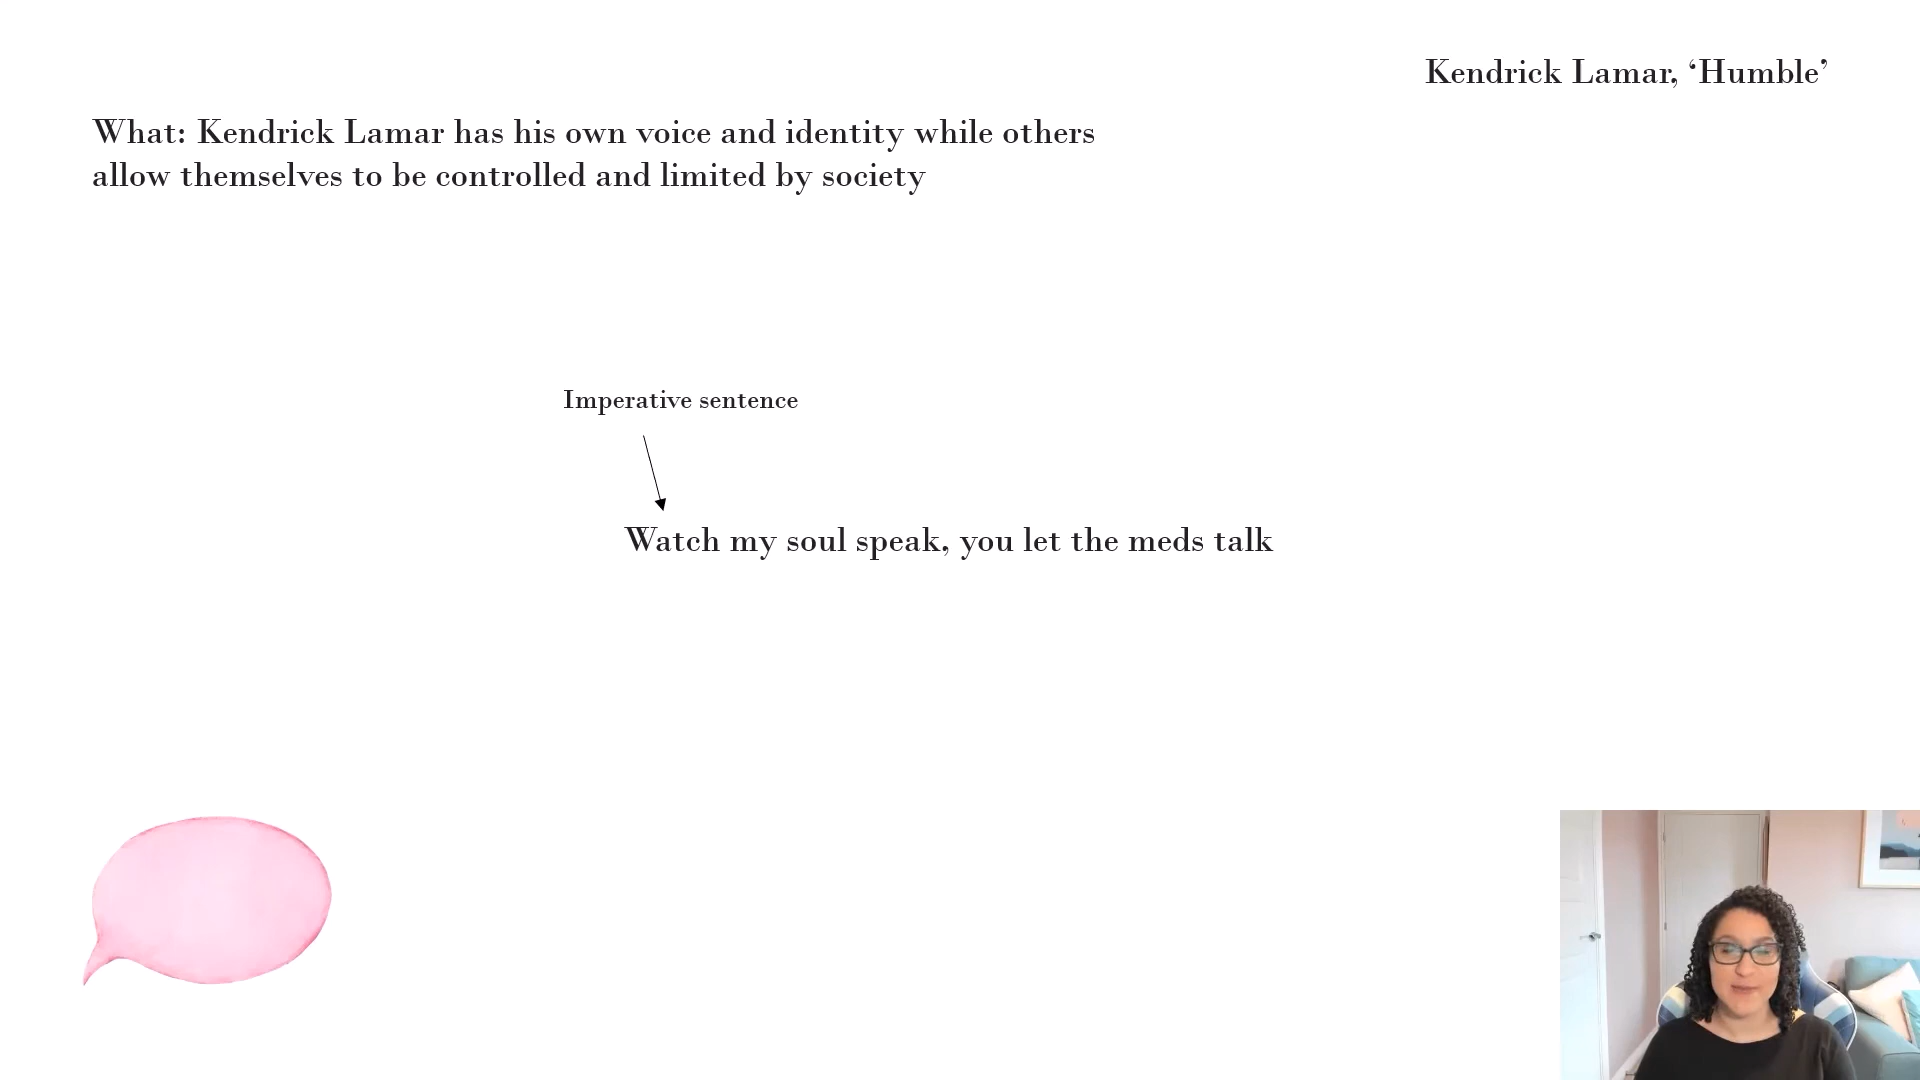 Kendrick Lamar, ‘Humble’
What: Kendrick Lamar has his own voice and identity while others
allow themselves to be controlled and limited by society
Imperative sentence
Watch my soul speak, you let the meds talk